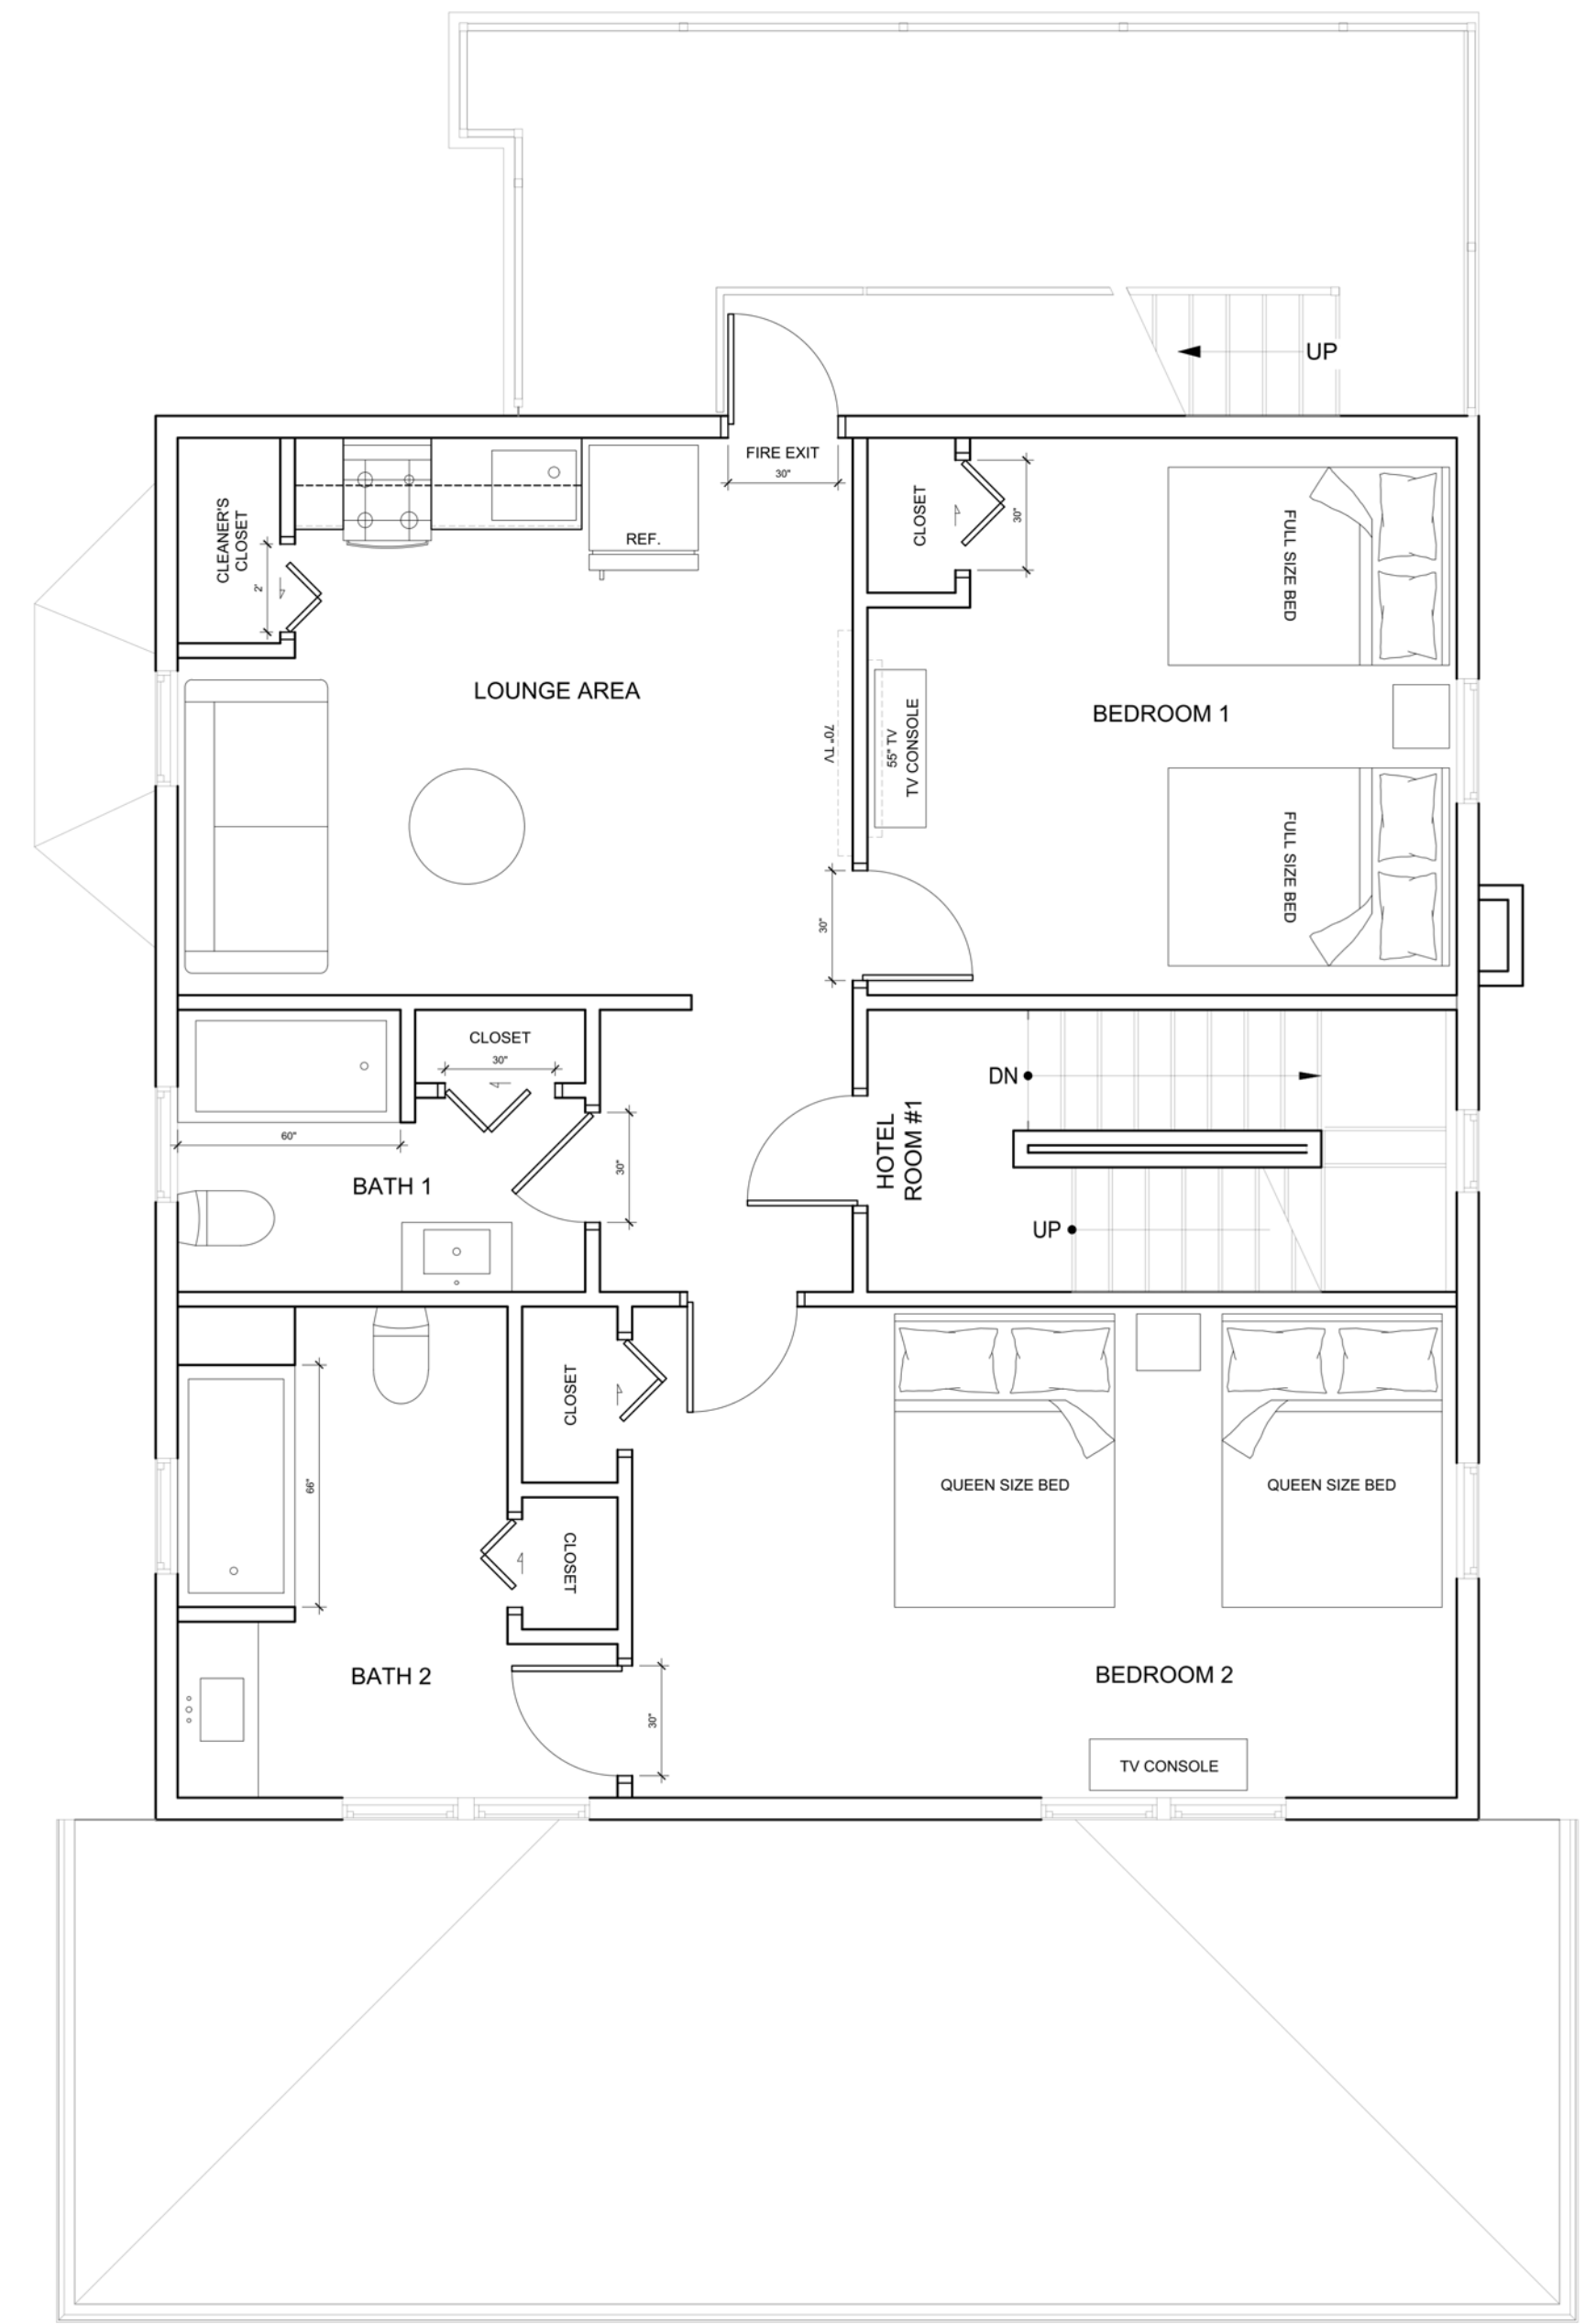 UP
FIRE EXIT
30"
CLEANER'S
CLOSET
2'
REF.
CLOSET
30"
FULL SIZE BED
LOUNGE AREA
BEDROOM 1
70" TV
55" TV
TV CONSOLE
FULL SIZE BED
30"
CLOSET
30"
DN
60"
BATH 1
30"
HOTEL
ROOM #1
UP
CLOSET
66"
QUEEN SIZE BED
QUEEN SIZE BED
CLOSET
BATH 2
BEDROOM 2
30"
TV CONSOLE